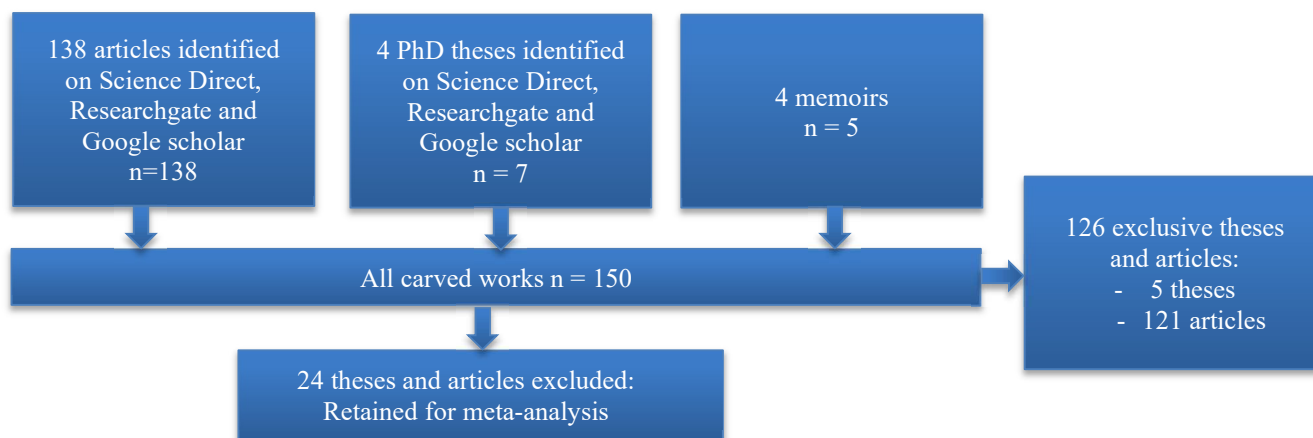 138 articles identified
on Science Direct,
Researchgate and
Google scholar
n=138
4 PhD theses identified
on Science Direct,
Researchgate and
Google scholar
n = 7
4 memoirs
n = 5
126 exclusive theses
and articles:
- 5 theses
- 121 articles
All carved works n = 150
24 theses and articles excluded:
Retained for meta-analysis